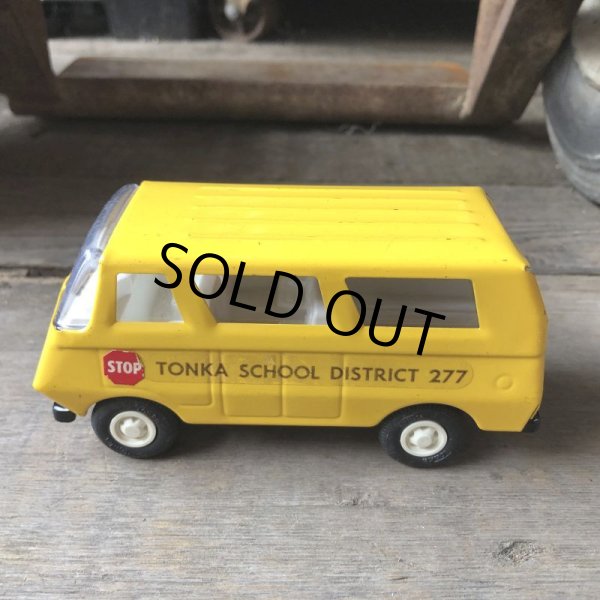 SOLD OUT
STOP TONKA SCHOOL DISTRICT 277